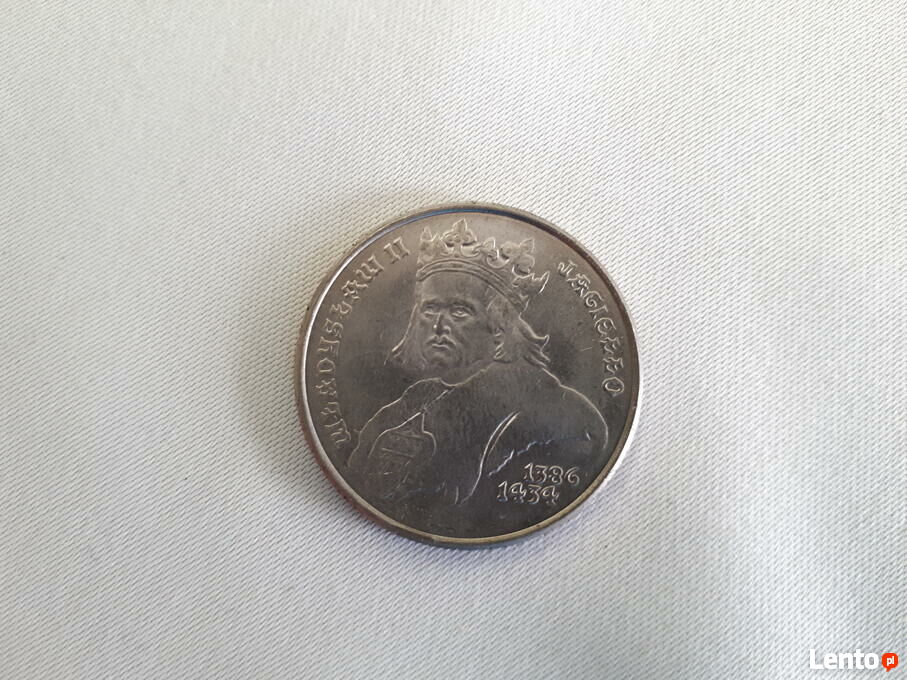 WŁADYSŁAW II JAGIEŁŁO
1386
1434
Lento.pl